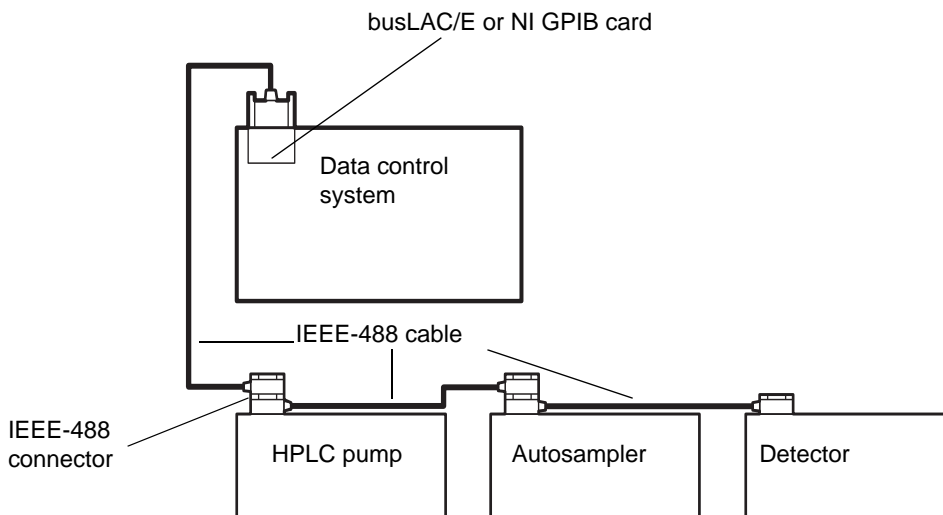 busLAC/E or NI GPIB card
Data control
system
IEEE-488 cable
IEEE-488
connector
HPLC pump
Autosampler
Detector